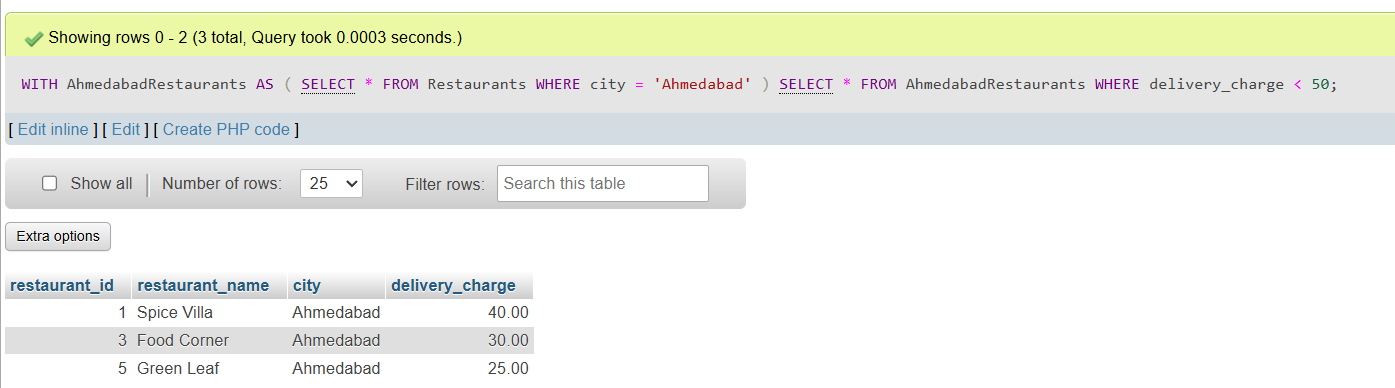 Showing rows 0 - 2 (3 total, Query took 0.0003 seconds.)
WITH AhmedabadRestaurants AS ( SELECT * FROM Restaurants WHERE city = 'Ahmedabad' ) SELECT * FROM AhmedabadRestaurants WHERE delivery_charge < 50;
[ Edit inline ] [ Edit ] [ Create PHP code ]
Show all | Number of rows: 25 Filter rows: Search this table
Extra options
restaurant_id restaurant_name city delivery_charge
1 Spice Villa Ahmedabad 40.00
3 Food Corner Ahmedabad 30.00
5 Green Leaf Ahmedabad 25.00